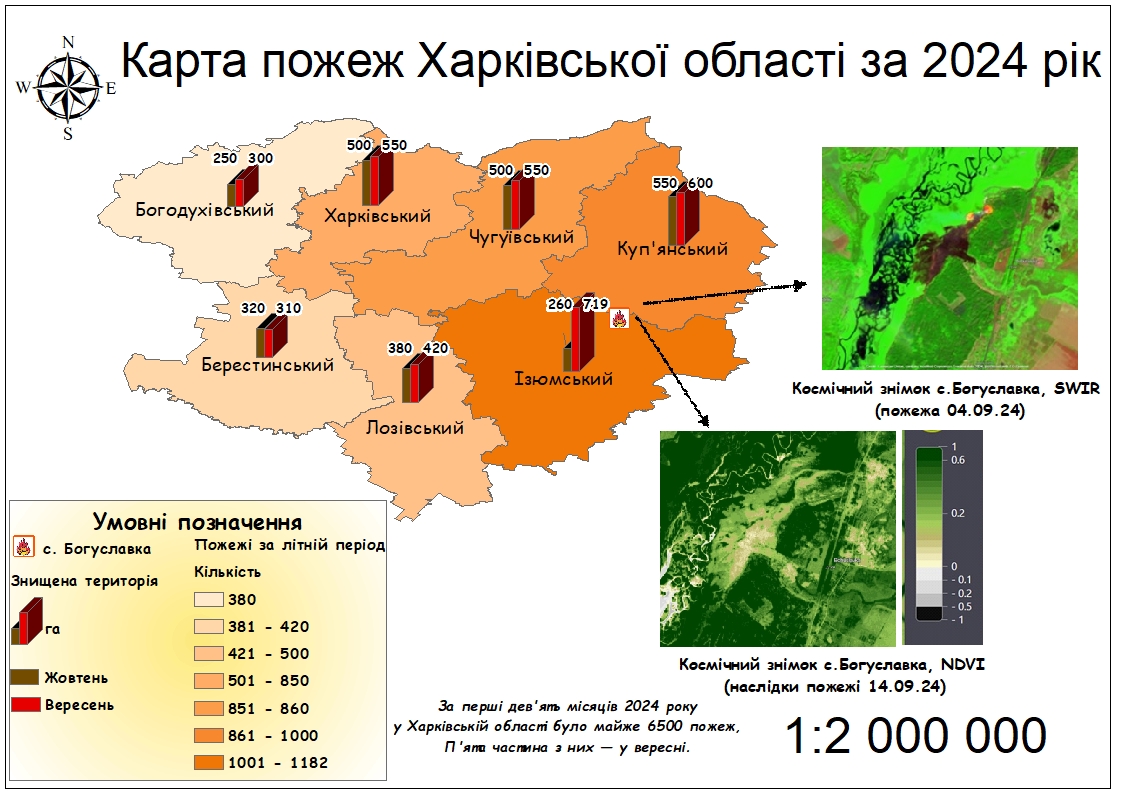 Карта пожеж Харківської області за 2024 рік
N
W E
S
250 300
Богодухівський
500 550
Харківський
500 550
Чугуївський
550 600
Куп'янський
320 310
Берестинський
380 420
Лозівський
260 719
Ізюмський
Космічний знімок с.Богуславка, SWIR
(пожежа 04.09.24)
1
0.6
0.2
0
- 0.1
- 0.2
- 0.5
- 1
Космічний знімок с.Богуславка, NDVI
(наслідки пожежі 14.09.24)
Умовні позначення
с. Богуславка
Знищена територія
га
Жовтень
Вересень
Пожежі за літній період
Кількість
380
381 - 420
421 - 500
501 - 850
851 - 860
861 - 1000
1001 - 1182
За перші дев'ять місяців 2024 року
у Харківській області було майже 6500 пожеж,
П'ята частина з них — у вересні.
1:2 000 000